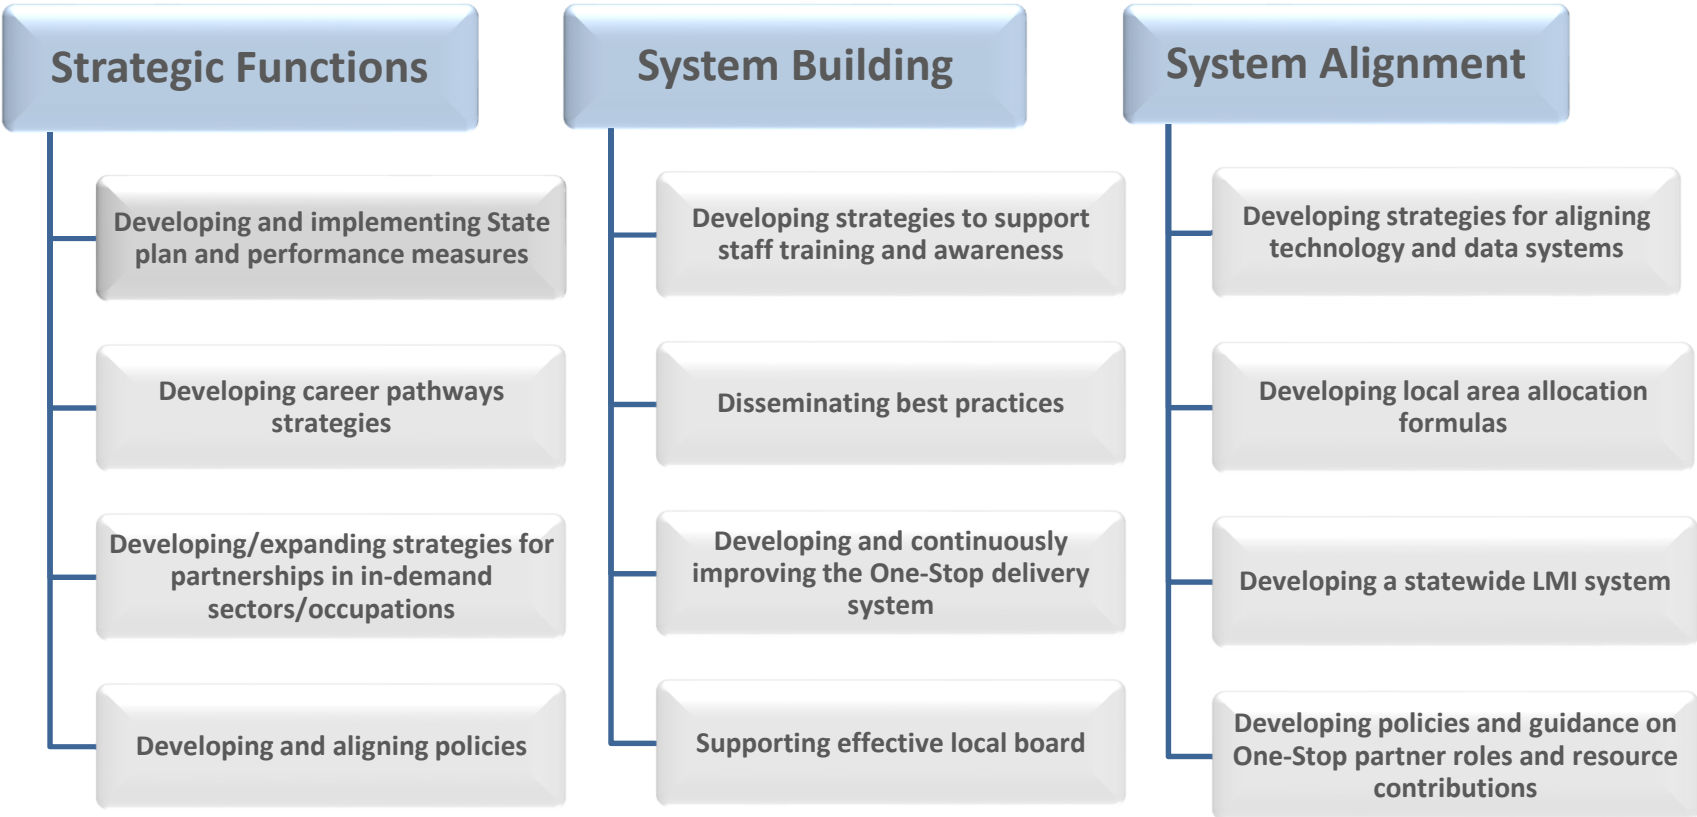 Strategic Functions
Developing and implementing State
plan and performance measures
Developing career pathways
strategies
Developing/expanding strategies for
partnerships in in-demand
sectors/occupations
Developing and aligning policies
System Building
Developing strategies to support
staff training and awareness
Disseminating best practices
Developing and continuously
improving the One-Stop delivery
system
Supporting effective local board
System Alignment
Developing strategies for aligning
technology and data systems
Developing local area allocation
formulas
Developing a statewide LMI system
Developing policies and guidance on
One-Stop partner roles and resource
contributions